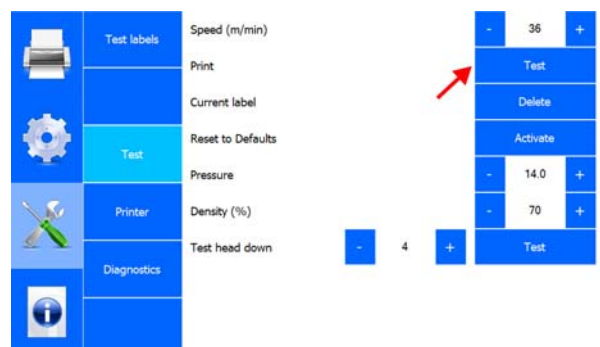 Test labels
Test
Printer
Diagnostics
Speed (m/min) - 36 +
Print Test
Current label Delete
Reset to Defaults Activate
Pressure - 14.0 +
Density (%) - 70 +
Test head down - 4 + Test
i